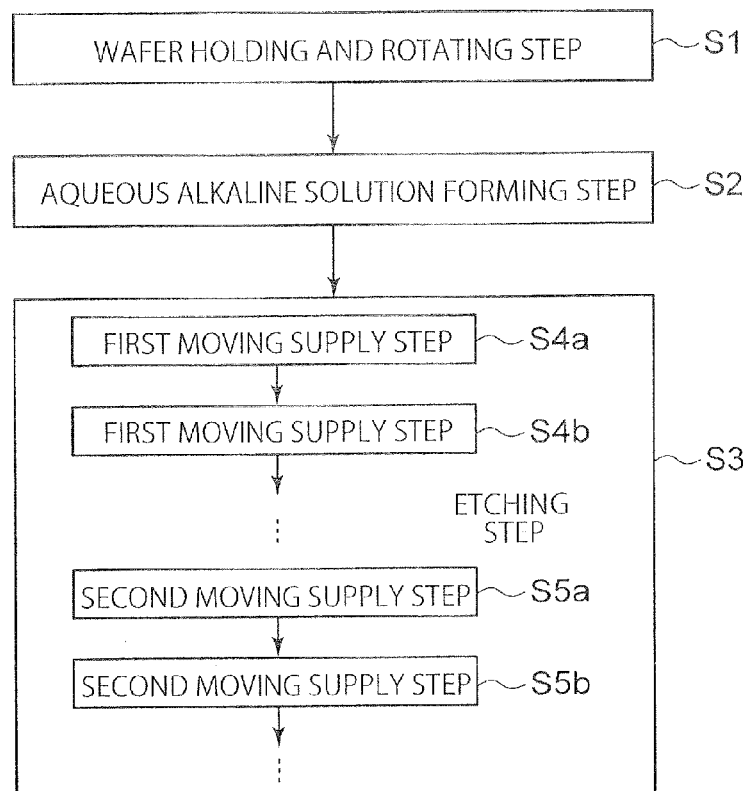 WAFER HOLDING AND ROTATING STEP S1
AQUEOUS ALKALINE SOLUTION FORMING STEP S2
FIRST MOVING SUPPLY STEP S4a
FIRST MOVING SUPPLY STEP S4b
S3
ETCHING
STEP
SECOND MOVING SUPPLY STEP S5a
SECOND MOVING SUPPLY STEP S5b